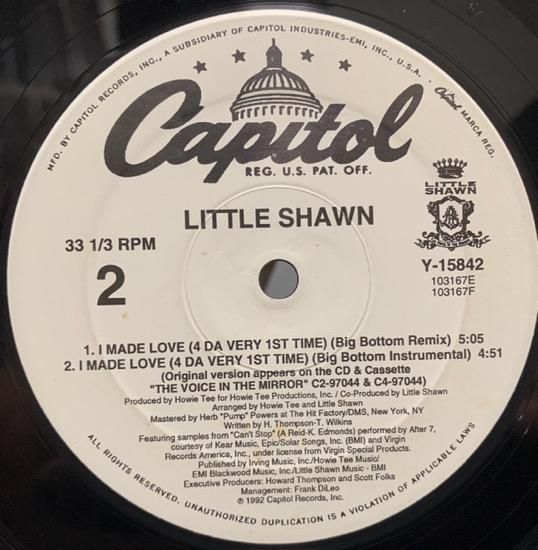 MFD. BY CAPITOL RECORDS, INC., A SUBSIDIARY OF CAPITOL INDUSTRIES-EMI, INC., U.S.A. Capitol MARCA REG.
Capitol
REG. U.S. PAT. OFF.
LITTLE
SHAWN
LITTLE SHAWN
33 1/3 RPM
2
Y-15842
103167E
103167F
1. I MADE LOVE (4 DA VERY 1ST TIME) (Big Bottom Remix) 5:05
2. I MADE LOVE (4 DA VERY 1ST TIME) (Big Bottom Instrumental) 4:51
(Original version appears on the CD & Cassette
"THE VOICE IN THE MIRROR" C2-97044 & C4-97044)
Produced by Howie Tee for Howie Tee Productions, Inc. / Co-Produced by Little Shawn
Arranged by Howie Tee and Little Shawn
Mastered by Herb "Pump" Powers at The Hit Factory/DMS, New York, NY
Written by H. Thompson-T. Wilkins
Featuring samples from "Can't Stop" (A Reid-K. Edmonds) performed by After 7,
courtesy of Kear Music, Epic/Solar Songs, Inc. (BMI) and Virgin
Records America, Inc., under license from Virgin Special Products.
Published by Irving Music, Inc./Howie Tee Music/
EMI Blackwood Music, Inc./Little Shawn Music - BMI
Executive Producers: Howard Thompson and Scott Folks
Management: Frank DiLeo
℗ 1992 Capitol Records, Inc.
ALL RIGHTS RESERVED. UNAUTHORIZED DUPLICATION IS A VIOLATION OF APPLICABLE LAWS